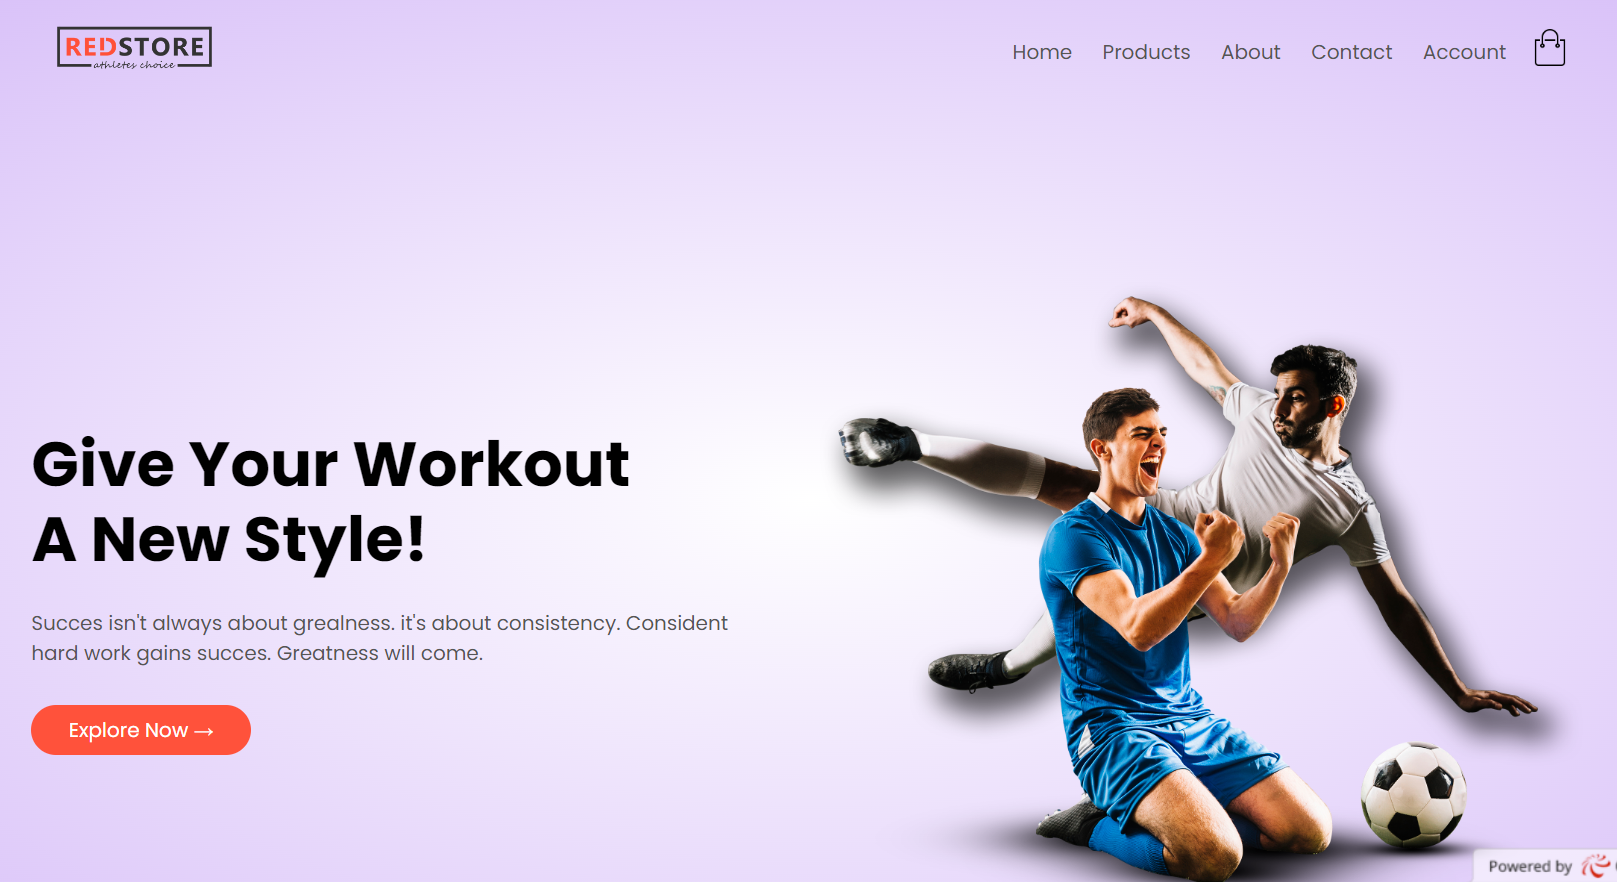 REDSTORE
athletes choice
Home Products About Contact Account
Give Your Workout
A New Style!
Succes isn't always about grealness. it's about consistency. Consident
hard work gains succes. Greatness will come.
Explore Now →
Powered by